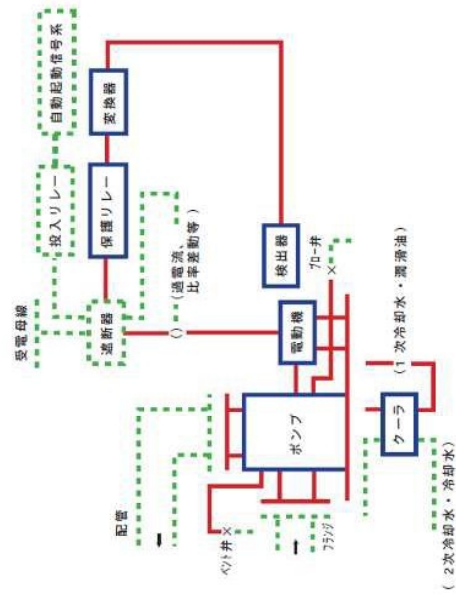 受電母線
投入リレー
自動起動信号系
遮断器
保護リレー
変換器
(過電流、
比率差動等)
検出器
ブロー弁
電動機
配管
ポンプ
ベント弁
フランジ
クーラ
(1次冷却水・潤滑油)
(2次冷却水・冷却水)